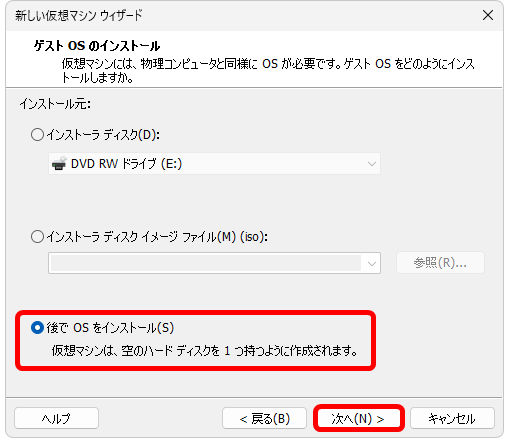 新しい仮想マシン ウィザード
ゲスト OS のインストール
仮想マシンには、物理コンピュータと同様に OS が必要です。ゲスト OS をどのようにインス
トールしますか。
インストール元:
インストーラ ディスク(D):
DVD RW ドライブ (E:)
インストーラ ディスク イメージ ファイル(M) (iso):
参照(R)...
後で OS をインストール(S)
仮想マシンは、空のハード ディスクを 1 つ持つように作成されます。
ヘルプ
< 戻る(B)
次へ(N) >
キャンセル